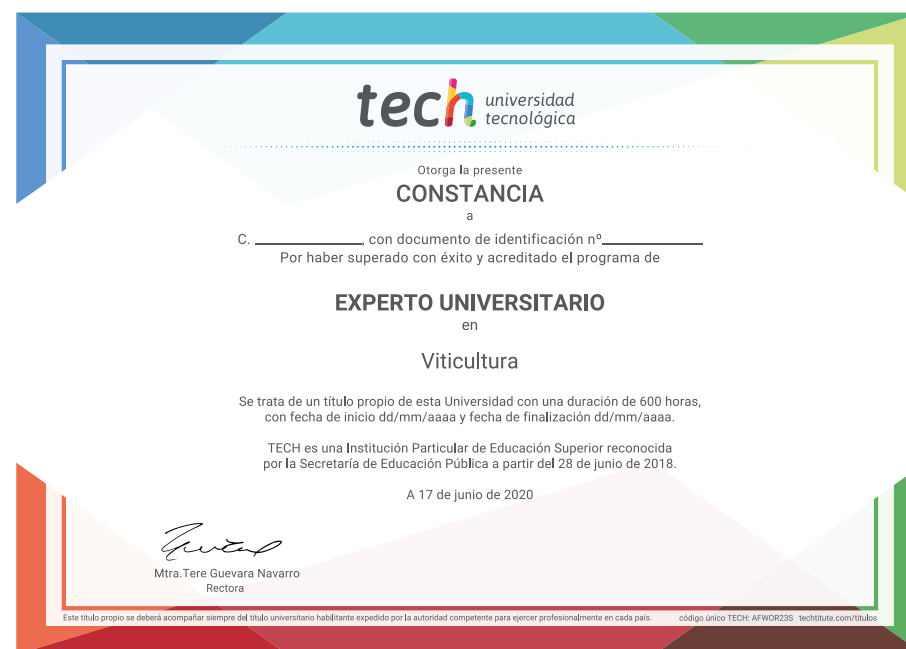 tech universidad
tecnológica
Otorga la presente
CONSTANCIA
a
C. ____________, con documento de identificación nº____________
Por haber superado con éxito y acreditado el programa de
EXPERTO UNIVERSITARIO
en
Viticultura
Se trata de un título propio de esta Universidad con una duración de 600 horas,
con fecha de inicio dd/mm/aaaa y fecha de finalización dd/mm/aaaa.
TECH es una Institución Particular de Educación Superior reconocida
por la Secretaría de Educación Pública a partir del 28 de junio de 2018.
A 17 de junio de 2020
Mtra.Tere Guevara Navarro
Rectora
Este título propio se deberá acompañar siempre del título universitario habilitante expedido por la autoridad competente para ejercer profesionalmente en cada país. código único TECH: AFWOR23S techtitute.com/títulos